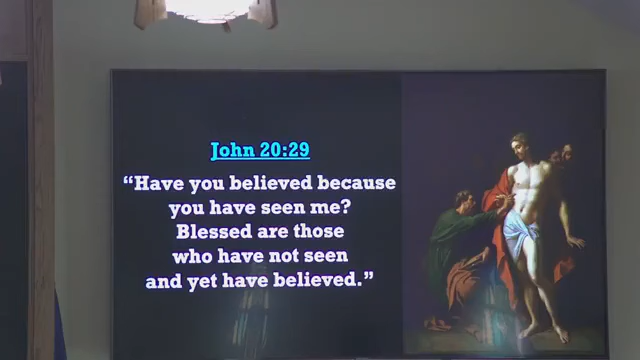 John 20:29
“Have you believed because
you have seen me?
Blessed are those
who have not seen
and yet have believed.”